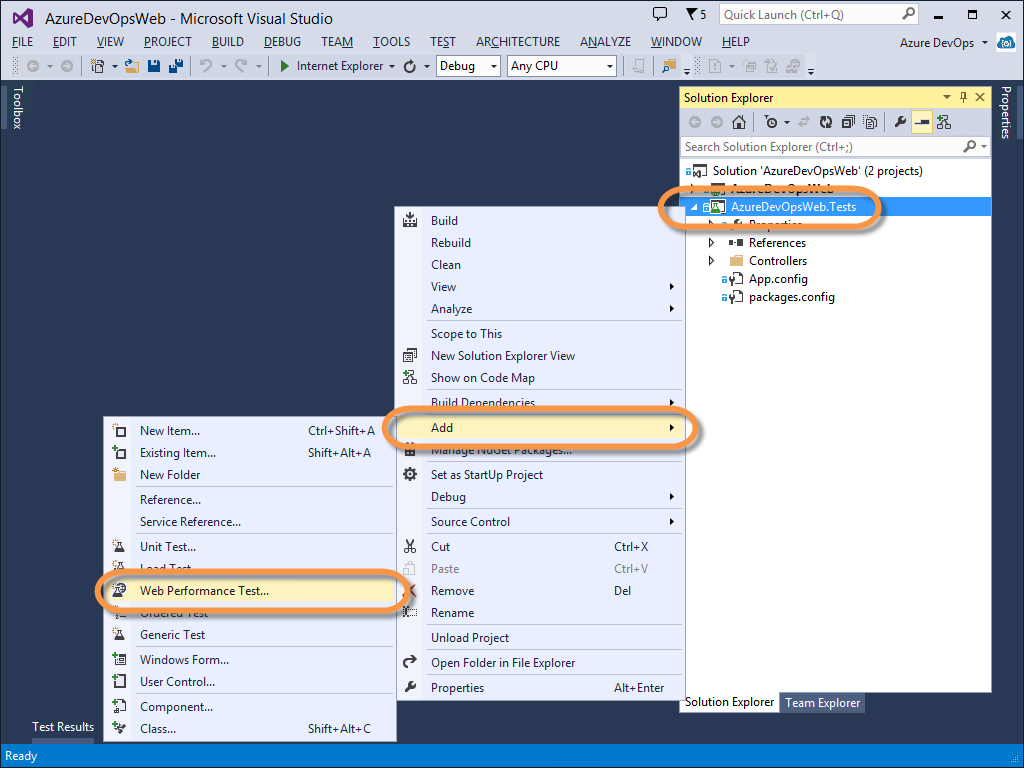 AzureDevOpsWeb - Microsoft Visual Studio
5
Quick Launch (Ctrl+Q)
FILE EDIT VIEW PROJECT BUILD DEBUG TEAM TOOLS TEST ARCHITECTURE ANALYZE WINDOW HELP
Azure DevOps
Internet Explorer Debug Any CPU
Toolbox
Properties
Solution Explorer
Search Solution Explorer (Ctrl+;)
Solution 'AzureDevOpsWeb' (2 projects)
AzureDevOpsWeb
AzureDevOpsWeb.Tests
Properties
References
Controllers
App.config
packages.config
Build
Rebuild
Clean
View
Analyze
Scope to This
New Solution Explorer View
Show on Code Map
Build Dependencies
Add
Manage NuGet Packages...
Set as StartUp Project
Debug
Source Control
Cut Ctrl+X
Paste Ctrl+V
Remove Del
Rename
Unload Project
Open Folder in File Explorer
Properties Alt+Enter
New Item... Ctrl+Shift+A
Existing Item... Shift+Alt+A
New Folder
Reference...
Service Reference...
Unit Test...
Load Test...
Web Performance Test...
Ordered Test
Generic Test
Windows Form...
User Control...
Component...
Class... Shift+Alt+C
Solution Explorer Team Explorer
Test Results
Ready